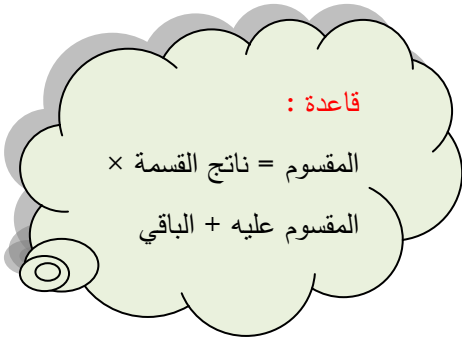 قاعدة :
المقسوم = ناتج القسمة ×
المقسوم عليه + الباقي